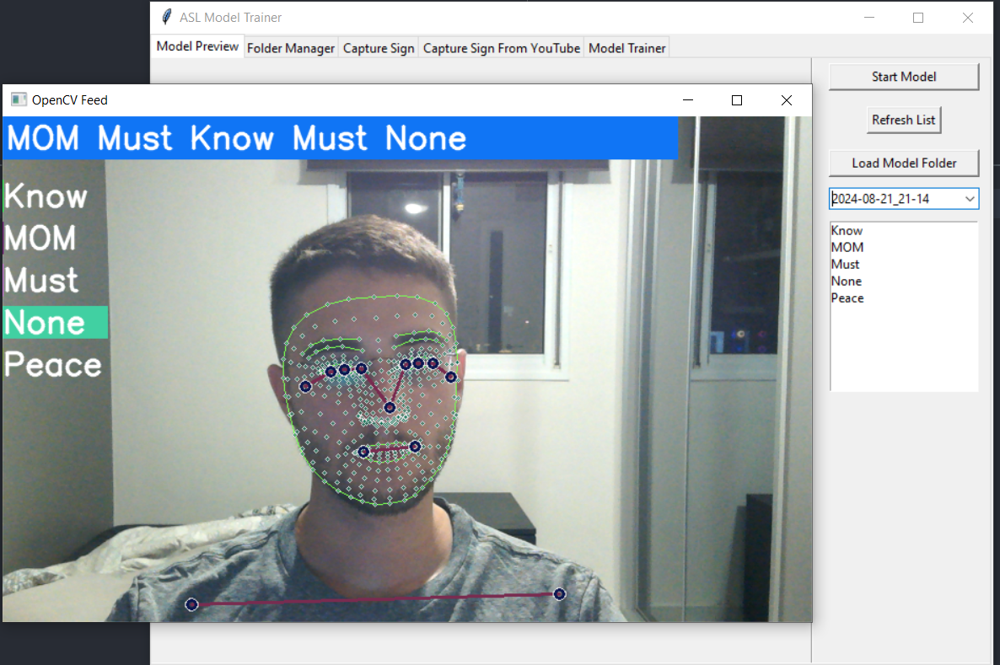 ASL Model Trainer
Model Preview Folder Manager Capture Sign Capture Sign From YouTube Model Trainer
Start Model
Refresh List
Load Model Folder
2024-08-21_21-14
Know
MOM
Must
None
Peace
OpenCV Feed
MOM Must Know Must None
Know
MOM
Must
None
Peace